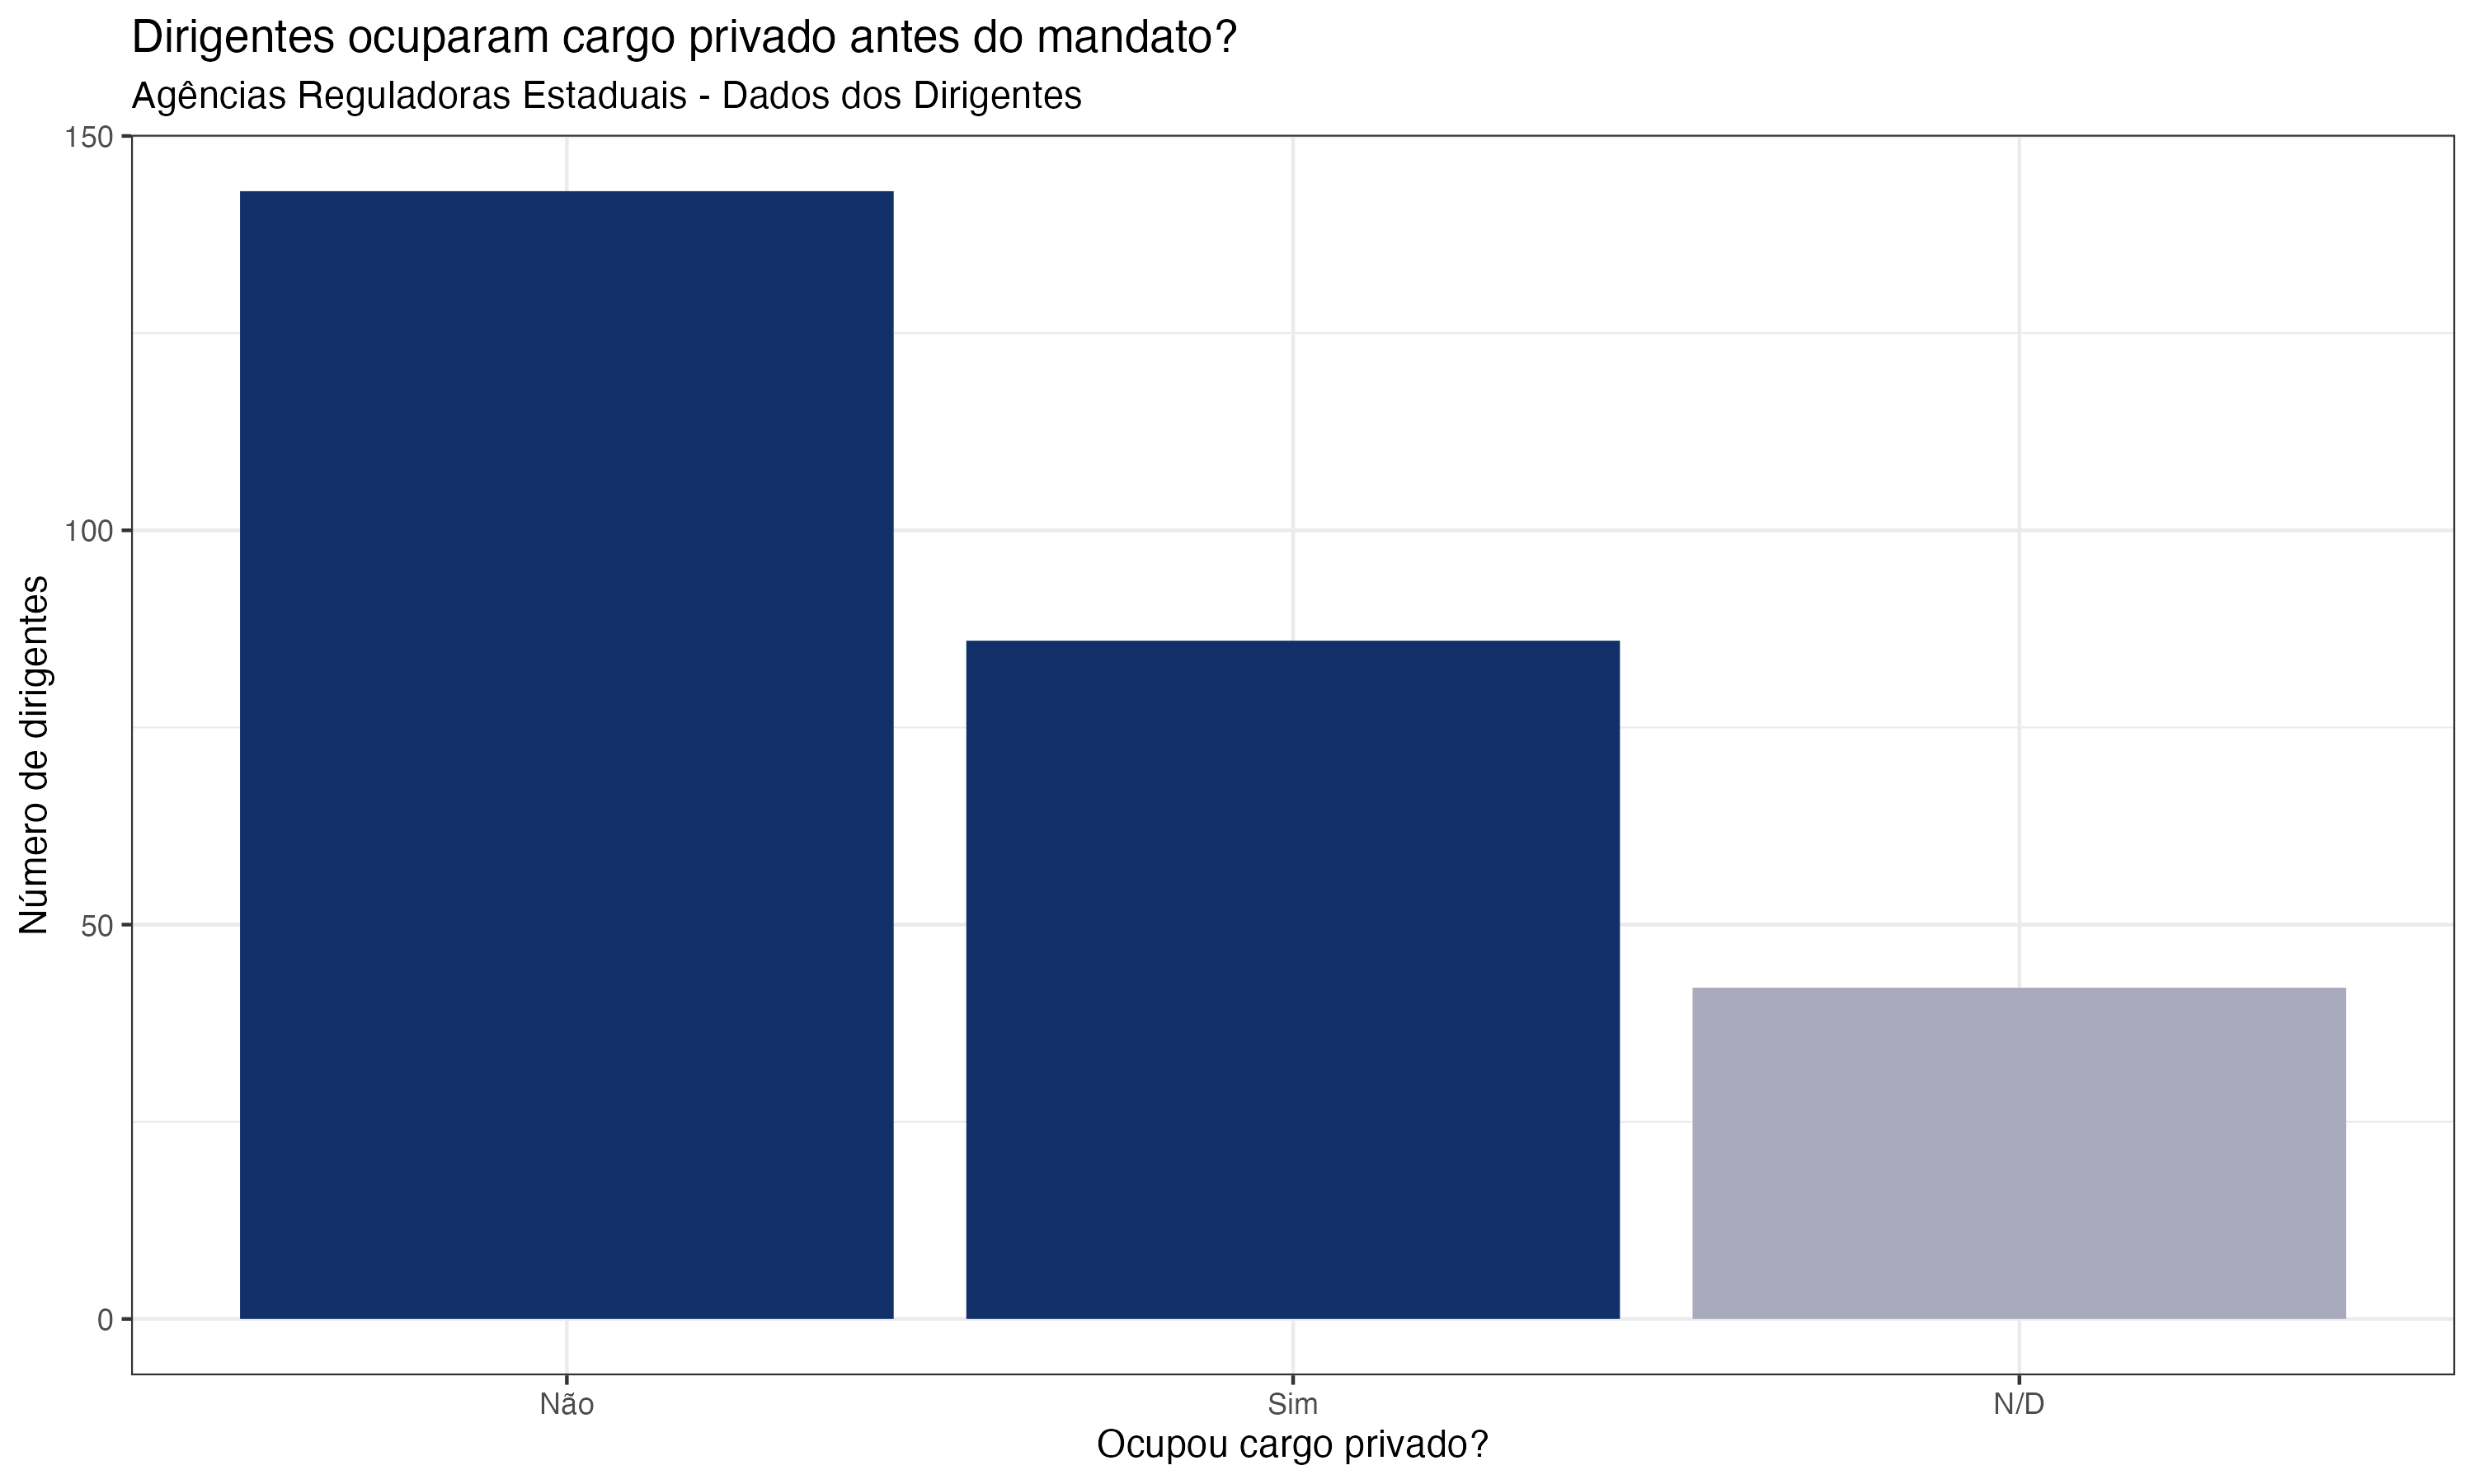 Dirigentes ocuparam cargo privado antes do mandato?
Agências Reguladoras Estaduais - Dados dos Dirigentes
150
100
50
0
Número de dirigentes
Não
Sim
N/D
Ocupou cargo privado?